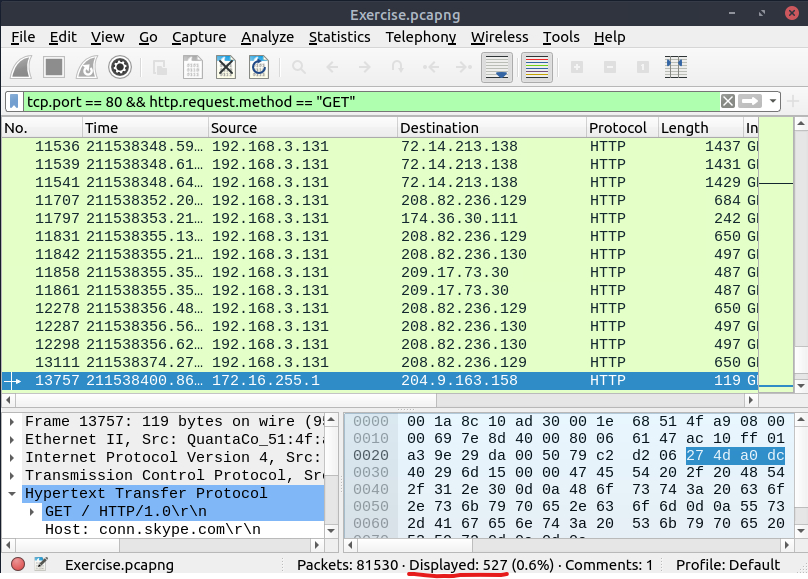 Exercise.pcapng
File Edit View Go Capture Analyze Statistics Telephony Wireless Tools Help
tcp.port == 80 && http.request.method == "GET"
No. Time Source Destination Protocol Length In
11536 211538348.59… 192.168.3.131 72.14.213.138 HTTP 1437 GE
11539 211538348.61… 192.168.3.131 72.14.213.138 HTTP 1431 GE
11541 211538348.64… 192.168.3.131 72.14.213.138 HTTP 1429 GE
11707 211538352.20… 192.168.3.131 208.82.236.129 HTTP 684 GE
11797 211538353.21… 192.168.3.131 174.36.30.111 HTTP 242 GE
11831 211538355.13… 192.168.3.131 208.82.236.129 HTTP 650 GE
11842 211538355.21… 192.168.3.131 208.82.236.130 HTTP 497 GE
11858 211538355.35… 192.168.3.131 209.17.73.30 HTTP 487 GE
11861 211538355.35… 192.168.3.131 209.17.73.30 HTTP 487 GE
12278 211538356.48… 192.168.3.131 208.82.236.129 HTTP 650 GE
12287 211538356.56… 192.168.3.131 208.82.236.130 HTTP 497 GE
12298 211538356.62… 192.168.3.131 208.82.236.130 HTTP 497 GE
13111 211538374.27… 192.168.3.131 208.82.236.129 HTTP 650 GE
13757 211538400.86… 172.16.255.1 204.9.163.158 HTTP 119 GE
Frame 13757: 119 bytes on wire (95
Ethernet II, Src: QuantaCo_51:4f:a
Internet Protocol Version 4, Src:
Transmission Control Protocol, Src
Hypertext Transfer Protocol
GET / HTTP/1.0\r\n
Host: conn.skype.com\r\n
0000 00 1a 8c 10 ad 30 00 1e 68 51 4f a9 08 00
0010 00 69 7e 8d 40 00 80 06 61 47 ac 10 ff 01
0020 a3 9e 29 da 00 50 79 c2 d2 06 27 4d a0 dc
0030 40 29 6d 15 00 00 47 45 54 20 2f 20 48 54
0040 2f 31 2e 30 0d 0a 48 6f 73 74 3a 20 63 6f
0050 2e 73 6b 79 70 65 2e 63 6f 6d 0d 0a 55 73
0060 2d 41 67 65 6e 74 3a 20 53 6b 79 70 65 20
Exercise.pcapng Packets: 81530 · Displayed: 527 (0.6%) · Comments: 1 Profile: Default